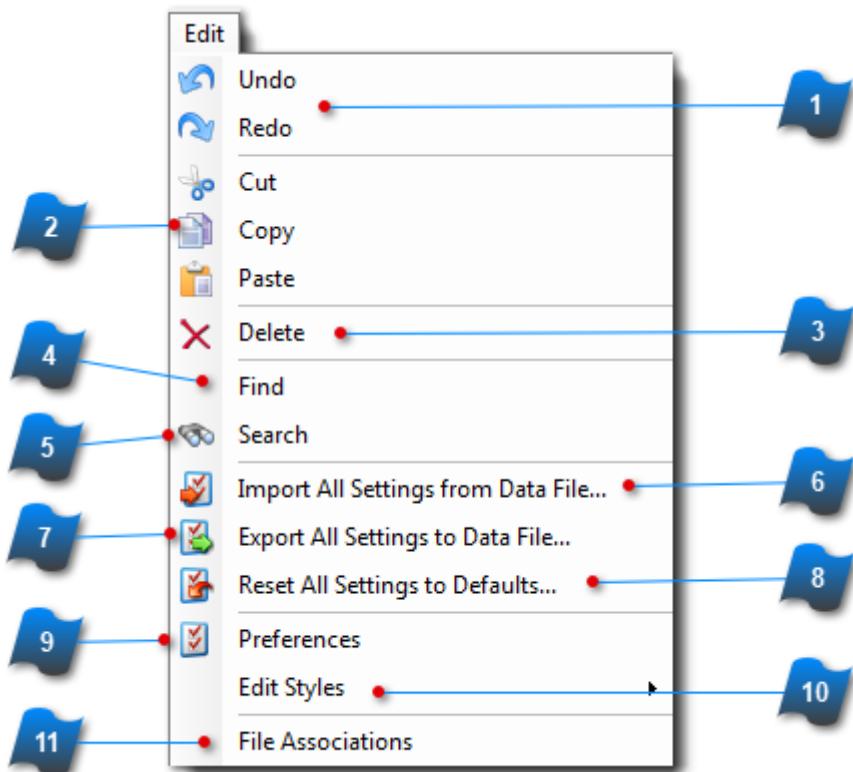 Edit
Undo
1
Redo
Cut
2
Copy
Paste
3
Delete
4
Find
5
Search
6
Import All Settings from Data File...
7
Export All Settings to Data File...
8
Reset All Settings to Defaults...
9
Preferences
10
Edit Styles
11
File Associations